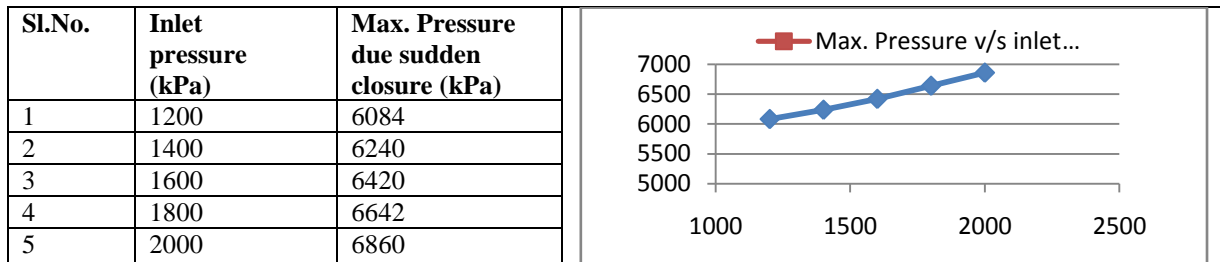 Sl.No. Inlet pressure (kPa) Max. Pressure due sudden closure (kPa)
1 1200 6084
2 1400 6240
3 1600 6420
4 1800 6642
5 2000 6860
Max. Pressure v/s inlet…
7000
6500
6000
5500
5000
1000 1500 2000 2500